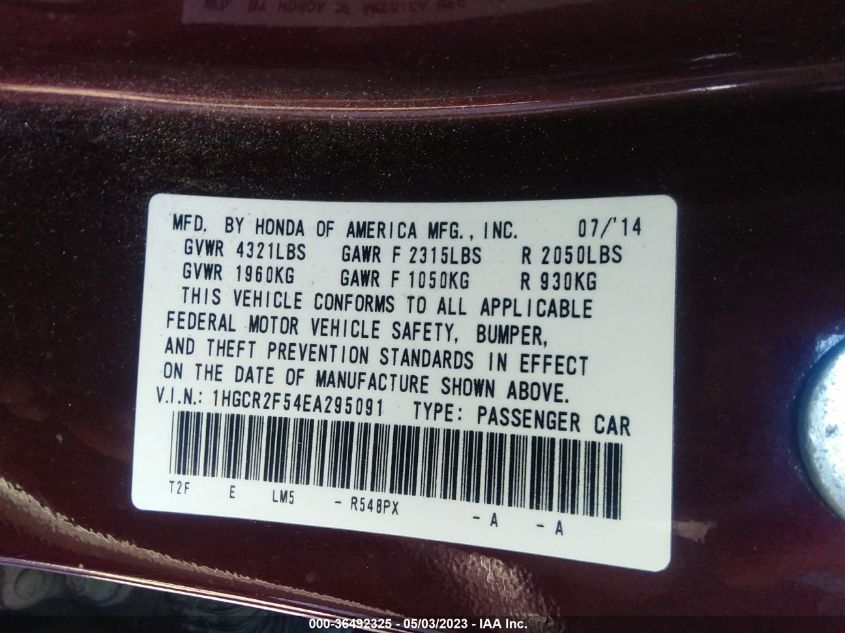 MFD. BY HONDA OF AMERICA MFG., INC. 07/'14
GVWR 4321LBS GAWR F 2315LBS R 2050LBS
GVWR 1960KG GAWR F 1050KG R 930KG
THIS VEHICLE CONFORMS TO ALL APPLICABLE
FEDERAL MOTOR VEHICLE SAFETY, BUMPER,
AND THEFT PREVENTION STANDARDS IN EFFECT
ON THE DATE OF MANUFACTURE SHOWN ABOVE.
V.I.N.: 1HGCR2F54EA295091 TYPE: PASSENGER CAR
T2F E LM5 - R548PX - A - A
000-36492325 - 05/03/2023 - IAA Inc.